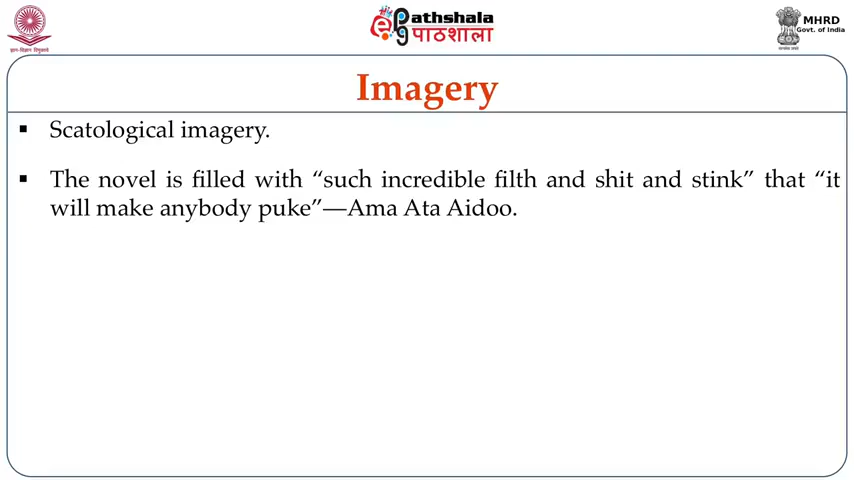 ePGPathshala
पाठशाला
MHRD
Govt. of India
Imagery
▪ Scatological imagery.
▪ The novel is filled with “such incredible filth and shit and stink” that “it
will make anybody puke”—Ama Ata Aidoo.